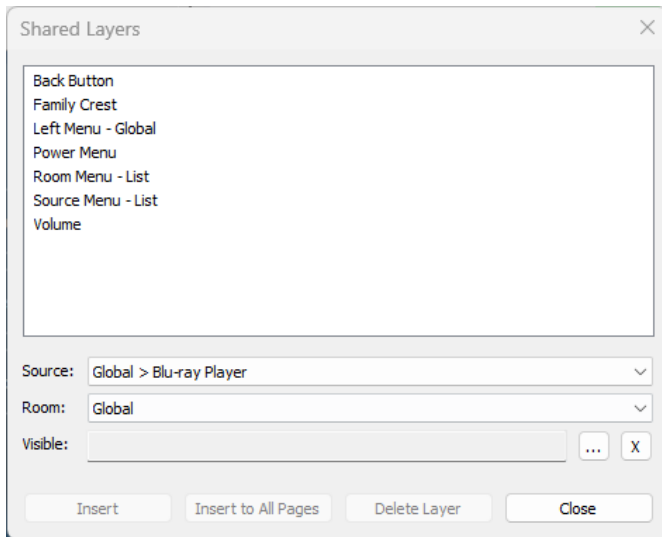 Shared Layers
Back Button
Family Crest
Left Menu - Global
Power Menu
Room Menu - List
Source Menu - List
Volume
Source: Global > Blu-ray Player
Room: Global
Visible: ... X
Insert Insert to All Pages Delete Layer Close